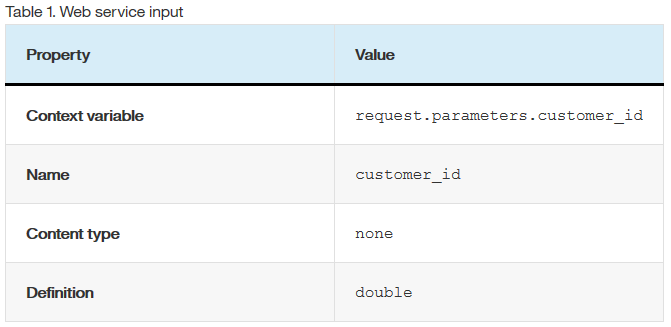 Table 1. Web service input
Property Value
Context variable request.parameters.customer_id
Name customer_id
Content type none
Definition double